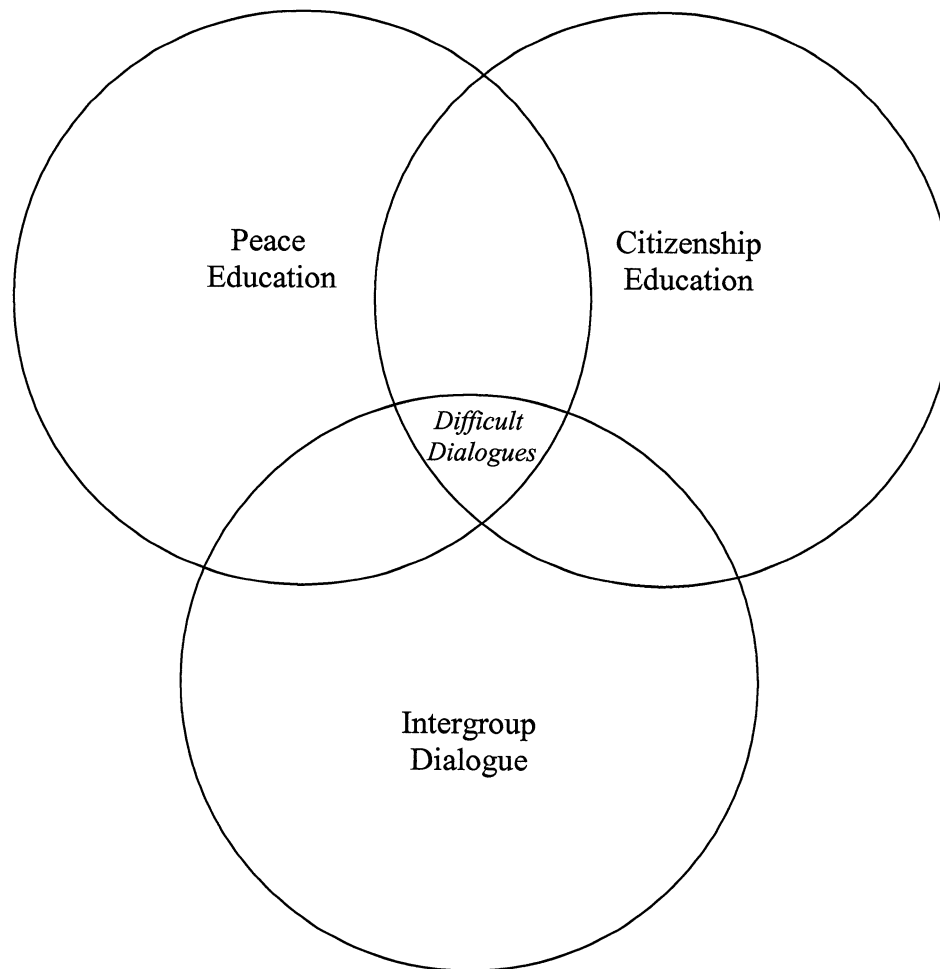 Peace
Education
Citizenship
Education
Difficult
Dialogues
Intergroup
Dialogue